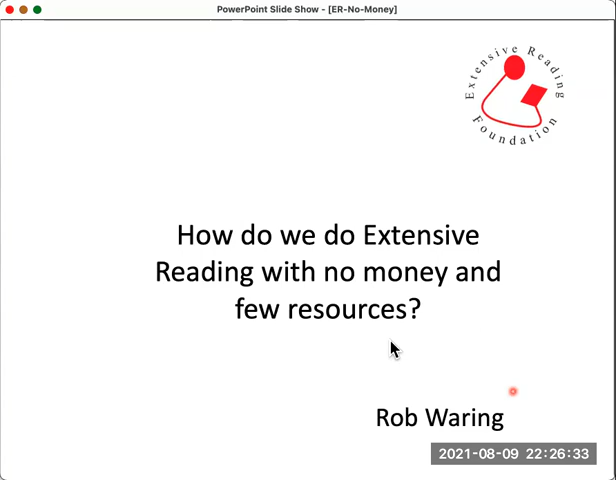 PowerPoint Slide Show - [ER-No-Money]
Extensive Reading
Foundation
How do we do Extensive
Reading with no money and
few resources?
Rob Waring
2021-08-09 22:26:33